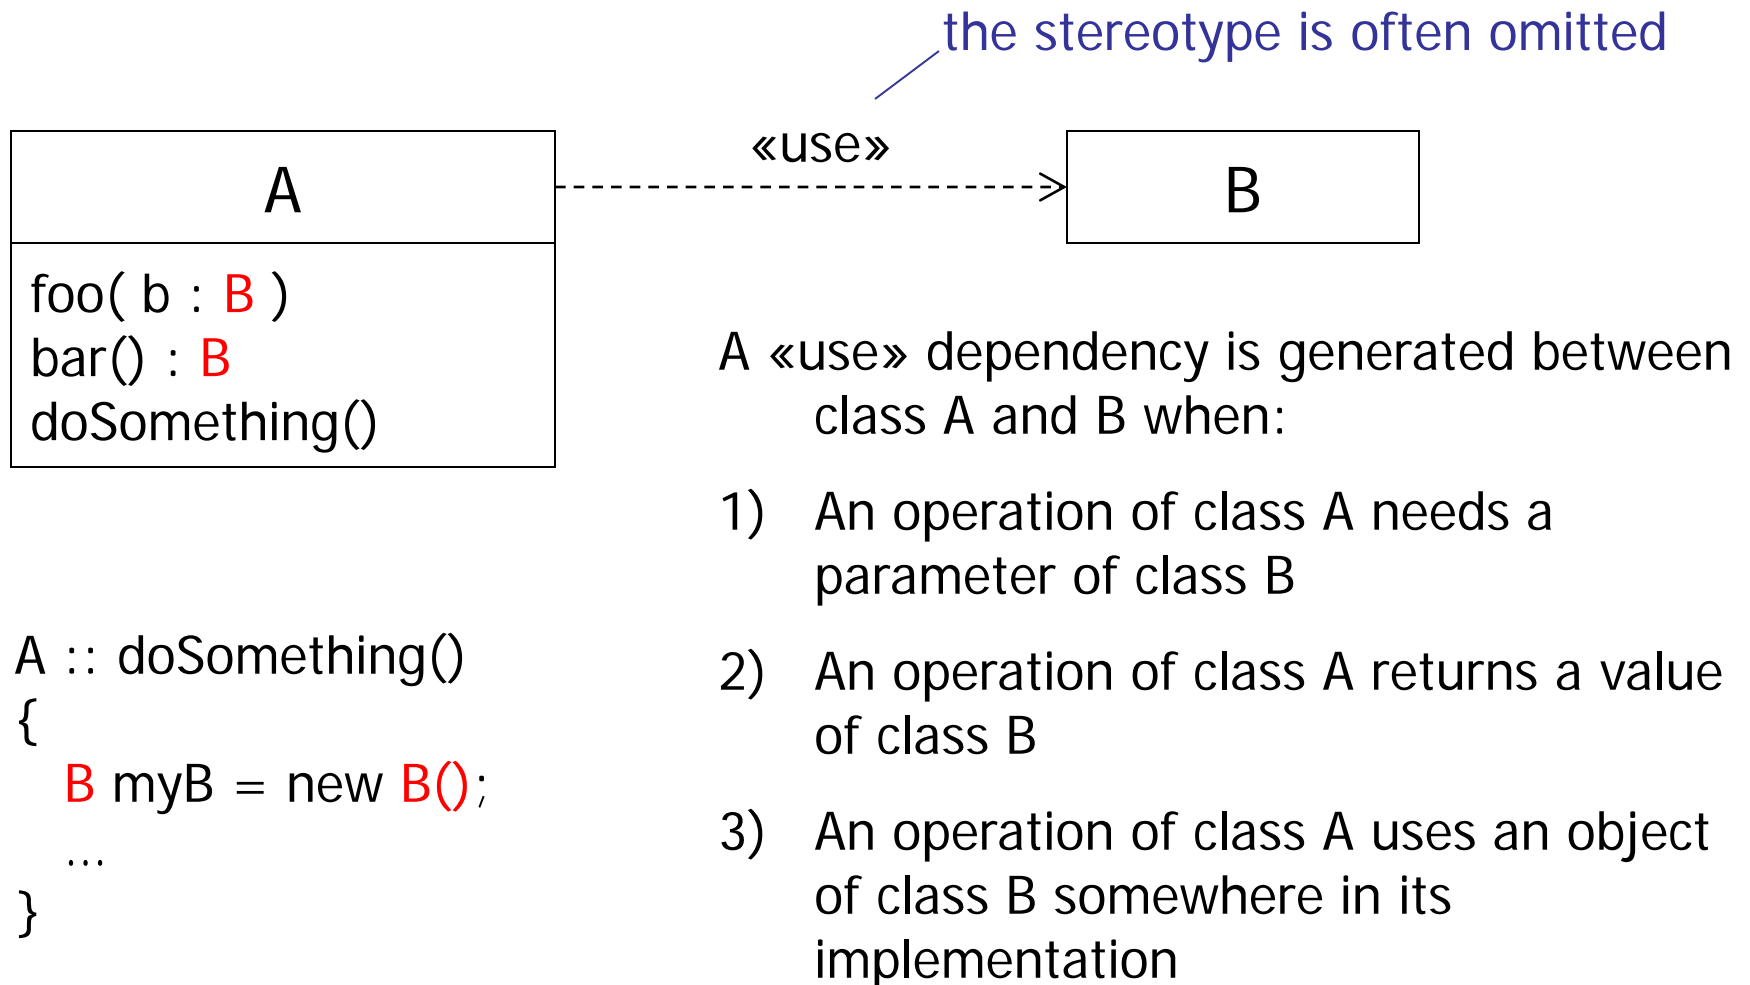 the stereotype is often omitted
«use»
A
B
foo( b : B )
bar() : B
doSomething()
A «use» dependency is generated between
class A and B when:
1) An operation of class A needs a
parameter of class B
2) An operation of class A returns a value
of class B
3) An operation of class A uses an object
of class B somewhere in its
implementation
A :: doSomething()
{
B myB = new B();
...
}